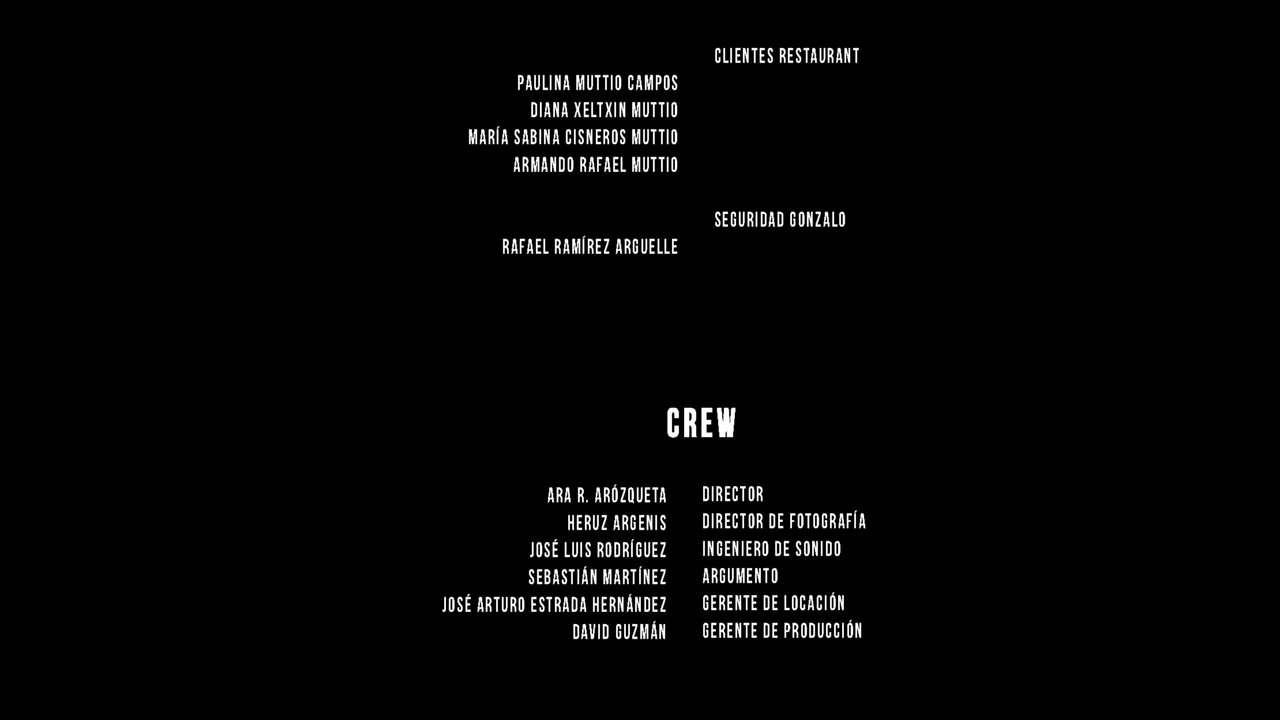 CLIENTES RESTAURANT
PAULINA MUTTIO CAMPOS
DIANA XELTXIN MUTTIO
MARÍA SABINA CISNEROS MUTTIO
ARMANDO RAFAEL MUTTIO
SEGURIDAD GONZALO
RAFAEL RAMÍREZ ARGUELLE
CREW
ARA R. ARÓZQUETA DIRECTOR
HERUZ ARGENIS DIRECTOR DE FOTOGRAFÍA
JOSÉ LUIS RODRÍGUEZ INGENIERO DE SONIDO
SEBASTIÁN MARTÍNEZ ARGUMENTO
JOSÉ ARTURO ESTRADA HERNÁNDEZ GERENTE DE LOCACIÓN
DAVID GUZMÁN GERENTE DE PRODUCCIÓN